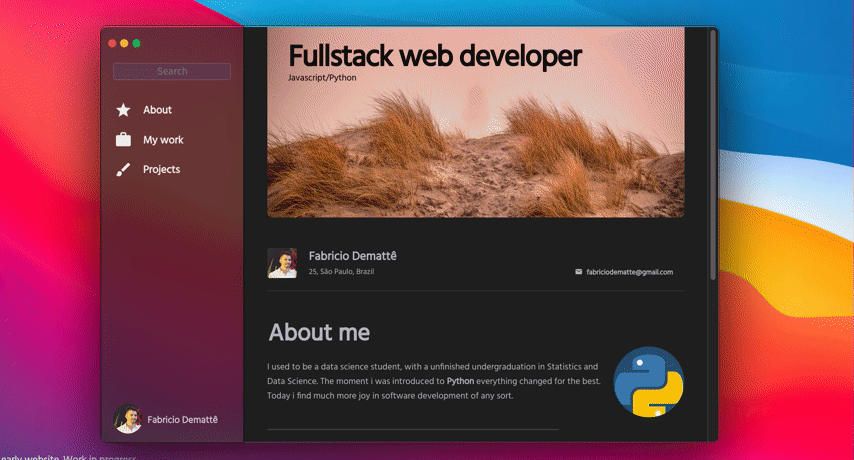 Fullstack web developer
Javascript/Python
Search
About
My work
Projects
Fabricio Demattê
25, São Paulo, Brazil
fabriciodematte@gmail.com
About me
I used to be a data science student, with a unfinished undergraduation in Statistics and
Data Science. The moment i was introduced to Python everything changed for the best.
Today i find much more joy in software development of any sort.
Fabricio Demattê
early website. Work in progress